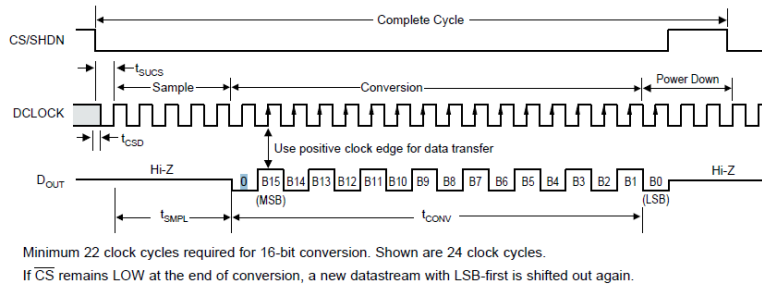 Complete Cycle
CS/SHDN
tSUCS
Sample
Conversion
Power Down
DCLOCK
tCSD
Use positive clock edge for data transfer
Hi-Z
DOUT
0 B15 B14 B13 B12 B11 B10 B9 B8 B7 B6 B5 B4 B3 B2 B1 B0
Hi-Z
(MSB)
(LSB)
tSMPL
tCONV
Minimum 22 clock cycles required for 16-bit conversion. Shown are 24 clock cycles.
If C̅S̅ remains LOW at the end of conversion, a new datastream with LSB-first is shifted out again.